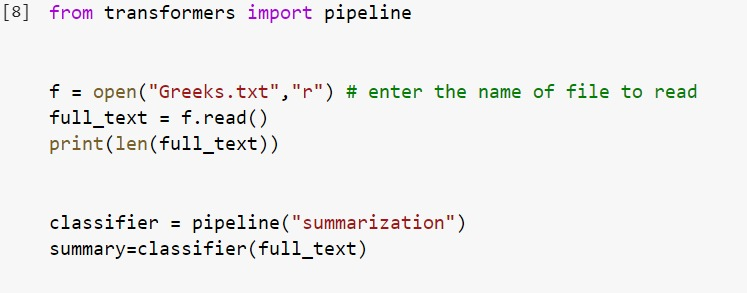 [8] from transformers import pipeline
f = open("Greeks.txt","r") # enter the name of file to read
full_text = f.read()
print(len(full_text))
classifier = pipeline("summarization")
summary=classifier(full_text)